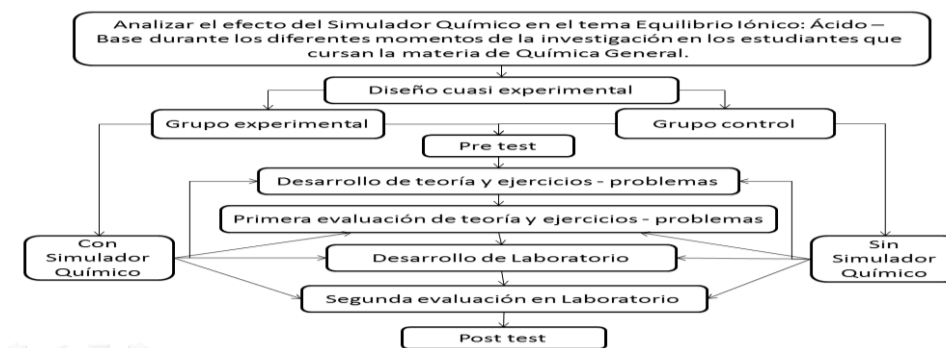 Analizar el efecto del Simulador Químico en el tema Equilibrio Iónico: Ácido –
Base durante los diferentes momentos de la investigación en los estudiantes que
cursan la materia de Química General.
Diseño cuasi experimental
Grupo experimental
Grupo control
Pre test
Desarrollo de teoría y ejercicios - problemas
Primera evaluación de teoría y ejercicios - problemas
Con
Simulador
Químico
Desarrollo de Laboratorio
Sin
Simulador
Químico
Segunda evaluación en Laboratorio
Post test